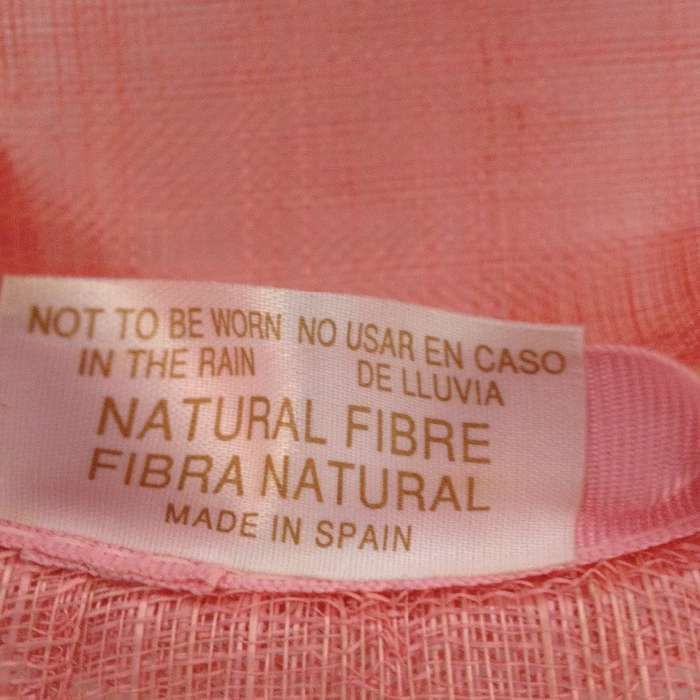 NOT TO BE WORN
IN THE RAIN
NO USAR EN CASO
DE LLUVIA
NATURAL FIBRE
FIBRA NATURAL
MADE IN SPAIN